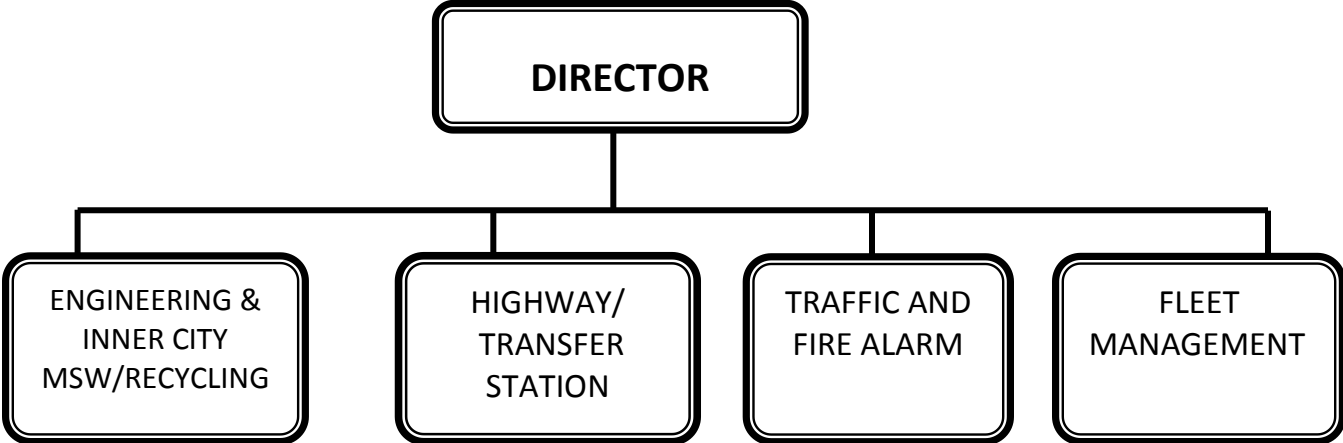 DIRECTOR
ENGINEERING &
INNER CITY
MSW/RECYCLING
HIGHWAY/
TRANSFER
STATION
TRAFFIC AND
FIRE ALARM
FLEET
MANAGEMENT